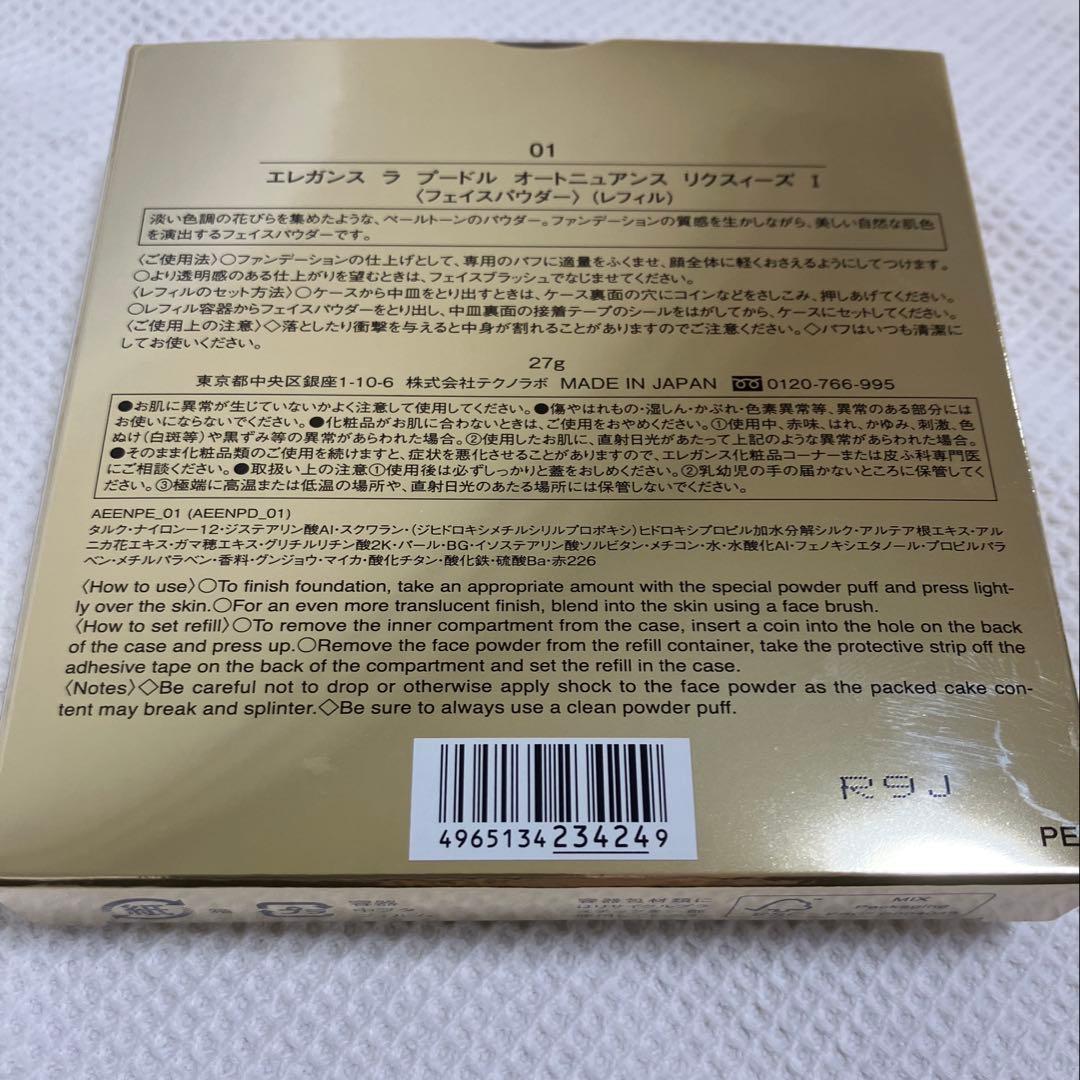 01
エレガンス ラ プードル オートニュアンス リクスィーズ I
〈フェイスパウダー〉(レフィル)
淡い色調の花びらを集めたような、ペールトーンのパウダー。ファンデーションの質感を生かしながら、美しい自然な肌色
を演出するフェイスパウダーです。
〈ご使用法〉○ファンデーションの仕上げとして、専用のパフに適量をふくませ、顔全体に軽くおさえるようにしてつけます。
○より透明感のある仕上がりを望むときは、フェイスブラッシュでなじませてください。
〈レフィルのセット方法〉○ケースから中皿をとり出すときは、ケース裏面の穴にコインなどをさしこみ、押しあげてください。
○レフィル容器からフェイスパウダーをとり出し、中皿裏面の接着テープのシールをはがしてから、ケースにセットしてください。
〈ご使用上の注意〉◇落としたり衝撃を与えると中身が割れることがありますのでご注意ください。◇パフはいつも清潔に
してお使いください。
27g
東京都中央区銀座1-10-6 株式会社テクノラボ MADE IN JAPAN 0120-766-995
●お肌に異常が生じていないかよく注意して使用してください。●傷やはれもの・湿しん・かぶれ・色素異常等、異常のある部分には
お使いにならないでください。●化粧品がお肌に合わないときは、ご使用をおやめください。①使用中、赤味、はれ、かゆみ、刺激、色
ぬけ(白斑等)や黒ずみ等の異常があらわれた場合。②使用したお肌に、直射日光があたって上記のような異常があらわれた場合。
●そのまま化粧品類のご使用を続けますと、症状を悪化させることがありますので、エレガンス化粧品コーナーまたは皮ふ科専門医
にご相談ください。●取扱い上の注意①使用後は必ずしっかりと蓋をおしめください。②乳幼児の手の届かないところに保管してく
ださい。③極端に高温または低温の場所や、直射日光のあたる場所には保管しないでください。
AEENPE_01 (AEENPD_01)
タルク・ナイロン-12・ジステアリン酸Al・スクワラン・(ジヒドロキシメチルシリルプロポキシ)ヒドロキシプロピル加水分解シルク・アルテア根エキス・アル
ニカ花エキス・ガマ穂エキス・グリチルリチン酸2K・パール・BG・イソステアリン酸ソルビタン・メチコン・水・水酸化Al・フェノキシエタノール・プロピルパラ
ベン・メチルパラベン・香料・グンジョウ・マイカ・酸化チタン・酸化鉄・硫酸Ba・赤226
〈How to use〉○To finish foundation, take an appropriate amount with the special powder puff and press light-
ly over the skin.○For an even more translucent finish, blend into the skin using a face brush.
〈How to set refill〉○To remove the inner compartment from the case, insert a coin into the hole on the back
of the case and press up.○Remove the face powder from the refill container, take the protective strip off the
adhesive tape on the back of the compartment and set the refill in the case.
〈Notes〉◇Be careful not to drop or otherwise apply shock to the face powder as the packed cake con-
tent may break and splinter.◇Be sure to always use a clean powder puff.
4965134234249
R9J
PE
紙
容器包材類に
MIX
Packaging